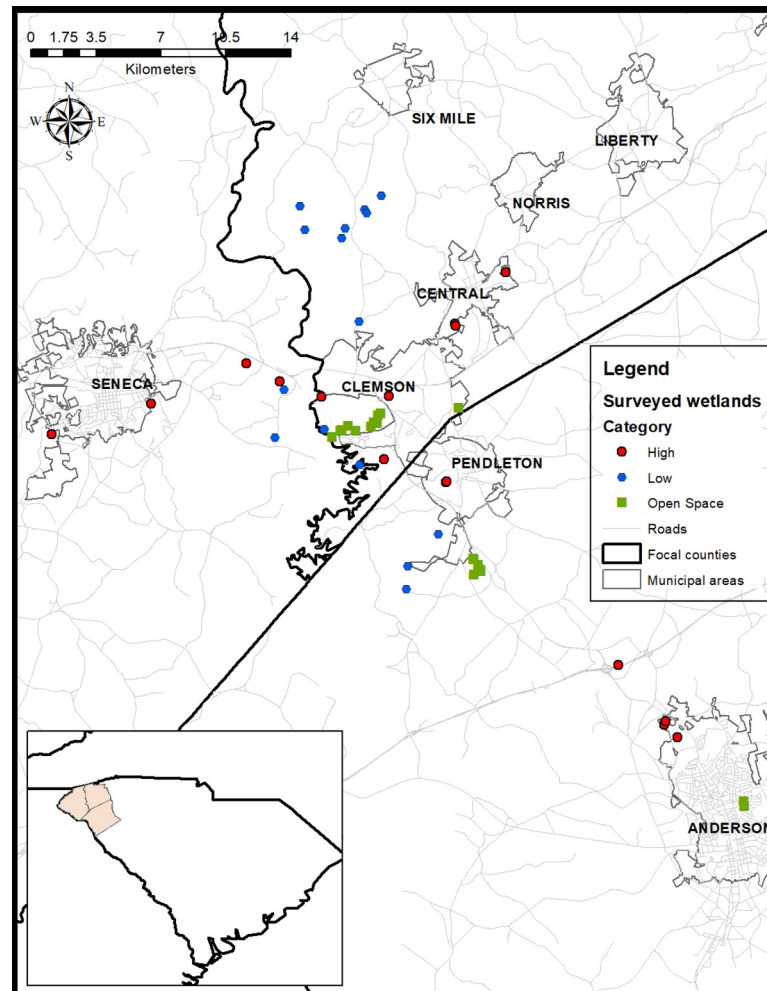 0 1.75 3.5 7 10.5 14
Kilometers
N
W E
S
SIX MILE
LIBERTY
NORRIS
CENTRAL
SENECA
CLEMSON
PENDLETON
ANDERSON
Legend
Surveyed wetlands
Category
High
Low
Open Space
Roads
Focal counties
Municipal areas